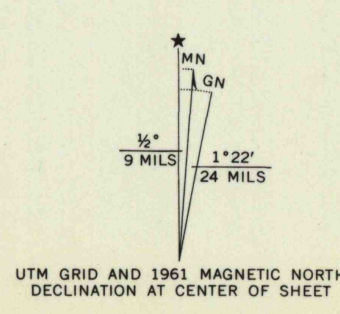 ★
MN
GN
½°
9 MILS
1°22′
24 MILS
UTM GRID AND 1961 MAGNETIC NORTH
DECLINATION AT CENTER OF SHEET